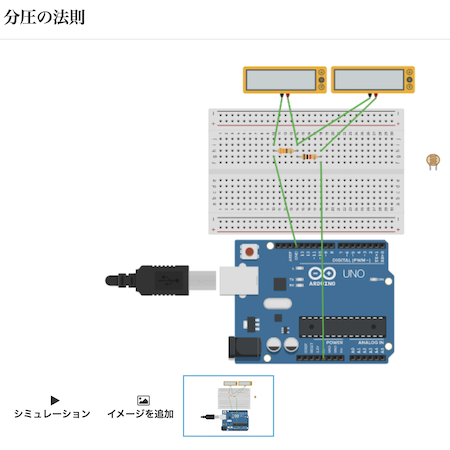 分圧の法則
DIGITAL (PWM~)
UNO
ARDUINO
POWER
ANALOG IN
シミュレーション
イメージを追加